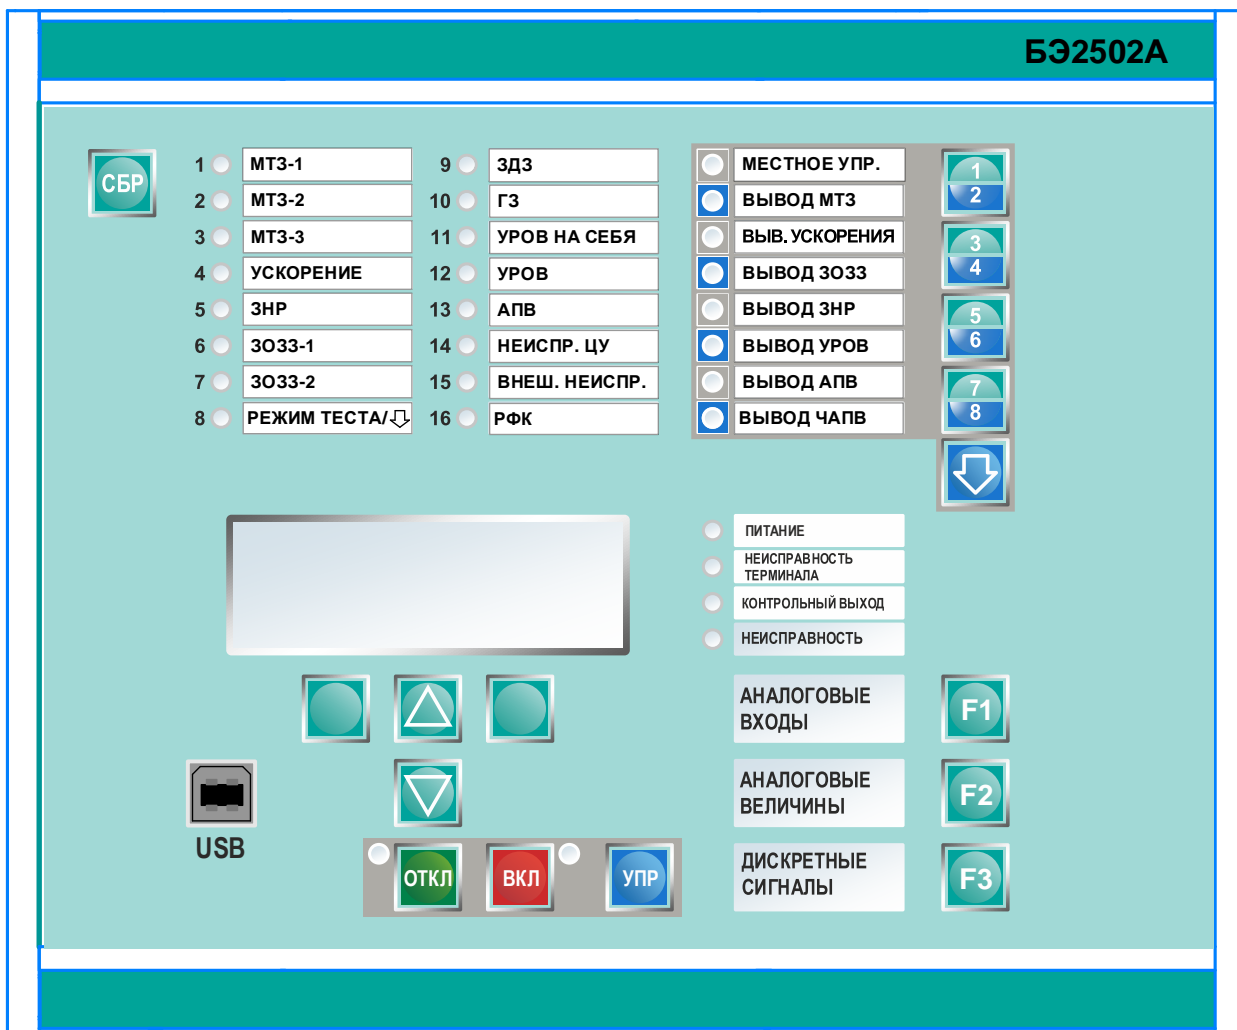 БЭ2502А
СБР
1 МТЗ-1
2 МТЗ-2
3 МТЗ-3
4 УСКОРЕНИЕ
5 ЗНР
6 ЗОЗЗ-1
7 ЗОЗЗ-2
8 РЕЖИМ ТЕСТА/
9 ЗДЗ
10 ГЗ
11 УРОВ НА СЕБЯ
12 УРОВ
13 АПВ
14 НЕИСПР. ЦУ
15 ВНЕШ. НЕИСПР.
16 РФК
МЕСТНОЕ УПР.
ВЫВОД МТЗ
ВЫВ. УСКОРЕНИЯ
ВЫВОД ЗОЗЗ
ВЫВОД ЗНР
ВЫВОД УРОВ
ВЫВОД АПВ
ВЫВОД ЧАПВ
1
2
3
4
5
6
7
8
ПИТАНИЕ
НЕИСПРАВНОСТЬ
ТЕРМИНАЛА
КОНТРОЛЬНЫЙ ВЫХОД
НЕИСПРАВНОСТЬ
АНАЛОГОВЫЕ
ВХОДЫ
F1
АНАЛОГОВЫЕ
ВЕЛИЧИНЫ
F2
ДИСКРЕТНЫЕ
СИГНАЛЫ
F3
USB
ОТКЛ
ВКЛ
УПР